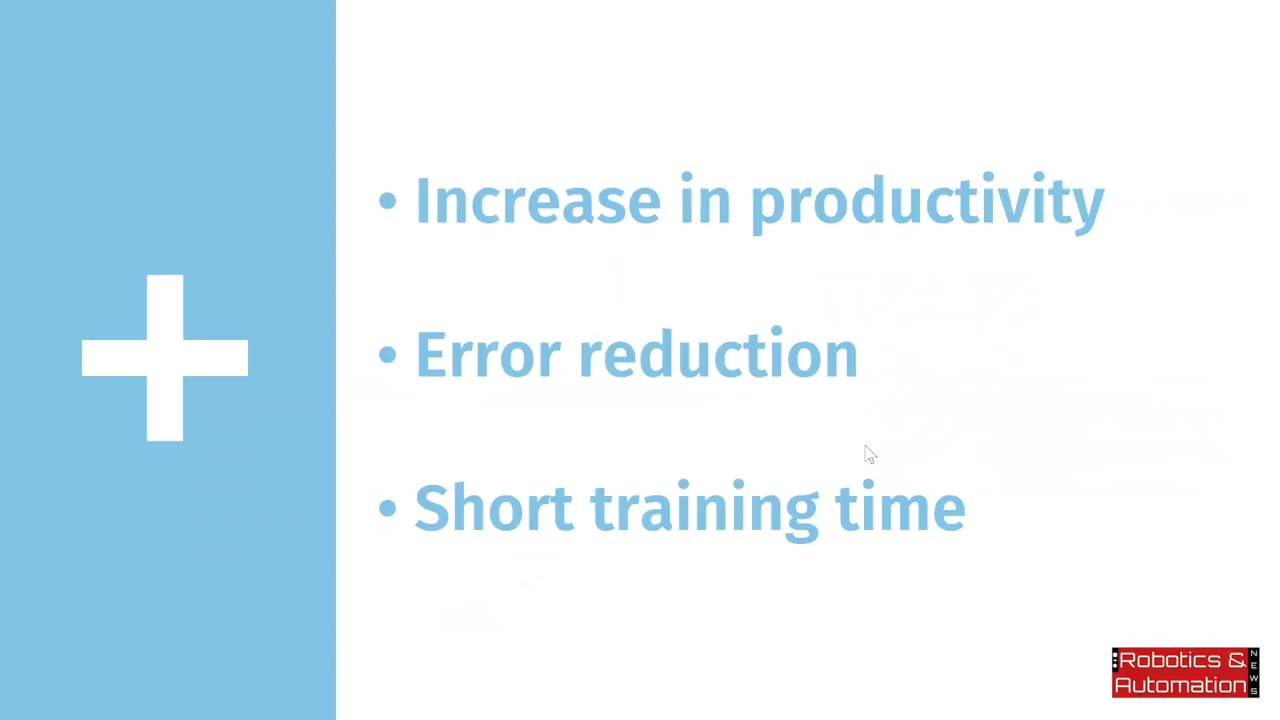 • Increase in productivity
• Error reduction
• Short training time
Robotics &
Automation
NEWS